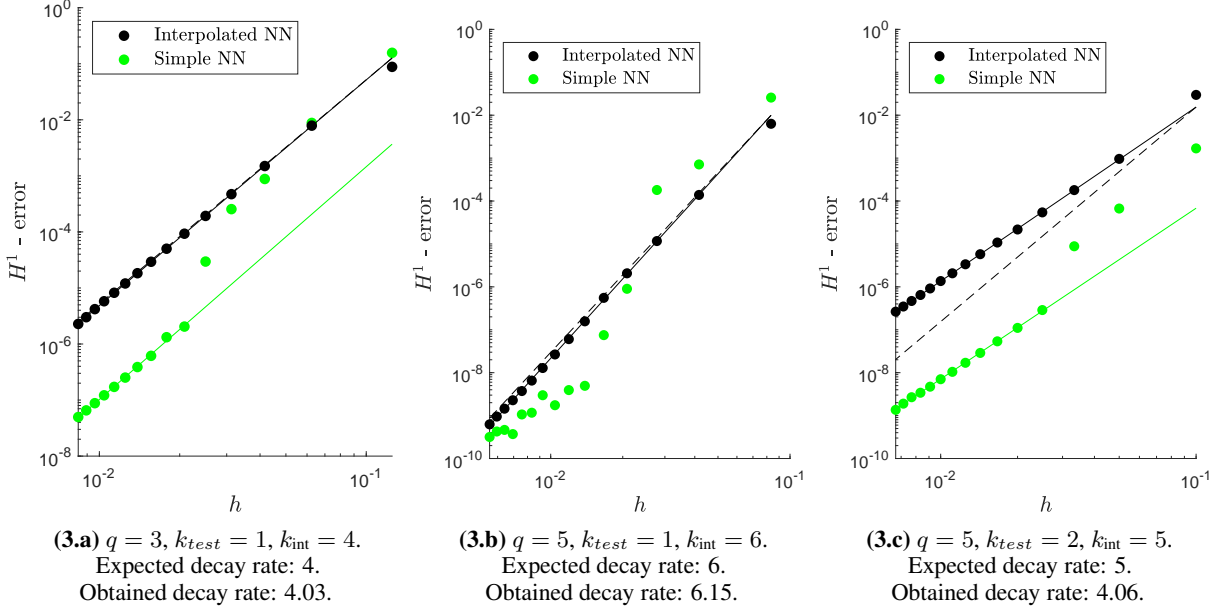 10^0
10^-2
10^-4
10^-6
10^-8
H^1 - error
Interpolated NN
Simple NN
10^-2
10^-1
h
(3.a) q = 3, k_test = 1, k_int = 4.
Expected decay rate: 4.
Obtained decay rate: 4.03.
10^0
10^-2
10^-4
10^-6
10^-8
10^-10
H^1 - error
Interpolated NN
Simple NN
10^-2
10^-1
h
(3.b) q = 5, k_test = 1, k_int = 6.
Expected decay rate: 6.
Obtained decay rate: 6.15.
10^0
10^-2
10^-4
10^-6
10^-8
10^-10
H^1 - error
Interpolated NN
Simple NN
10^-2
10^-1
h
(3.c) q = 5, k_test = 2, k_int = 5.
Expected decay rate: 5.
Obtained decay rate: 4.06.